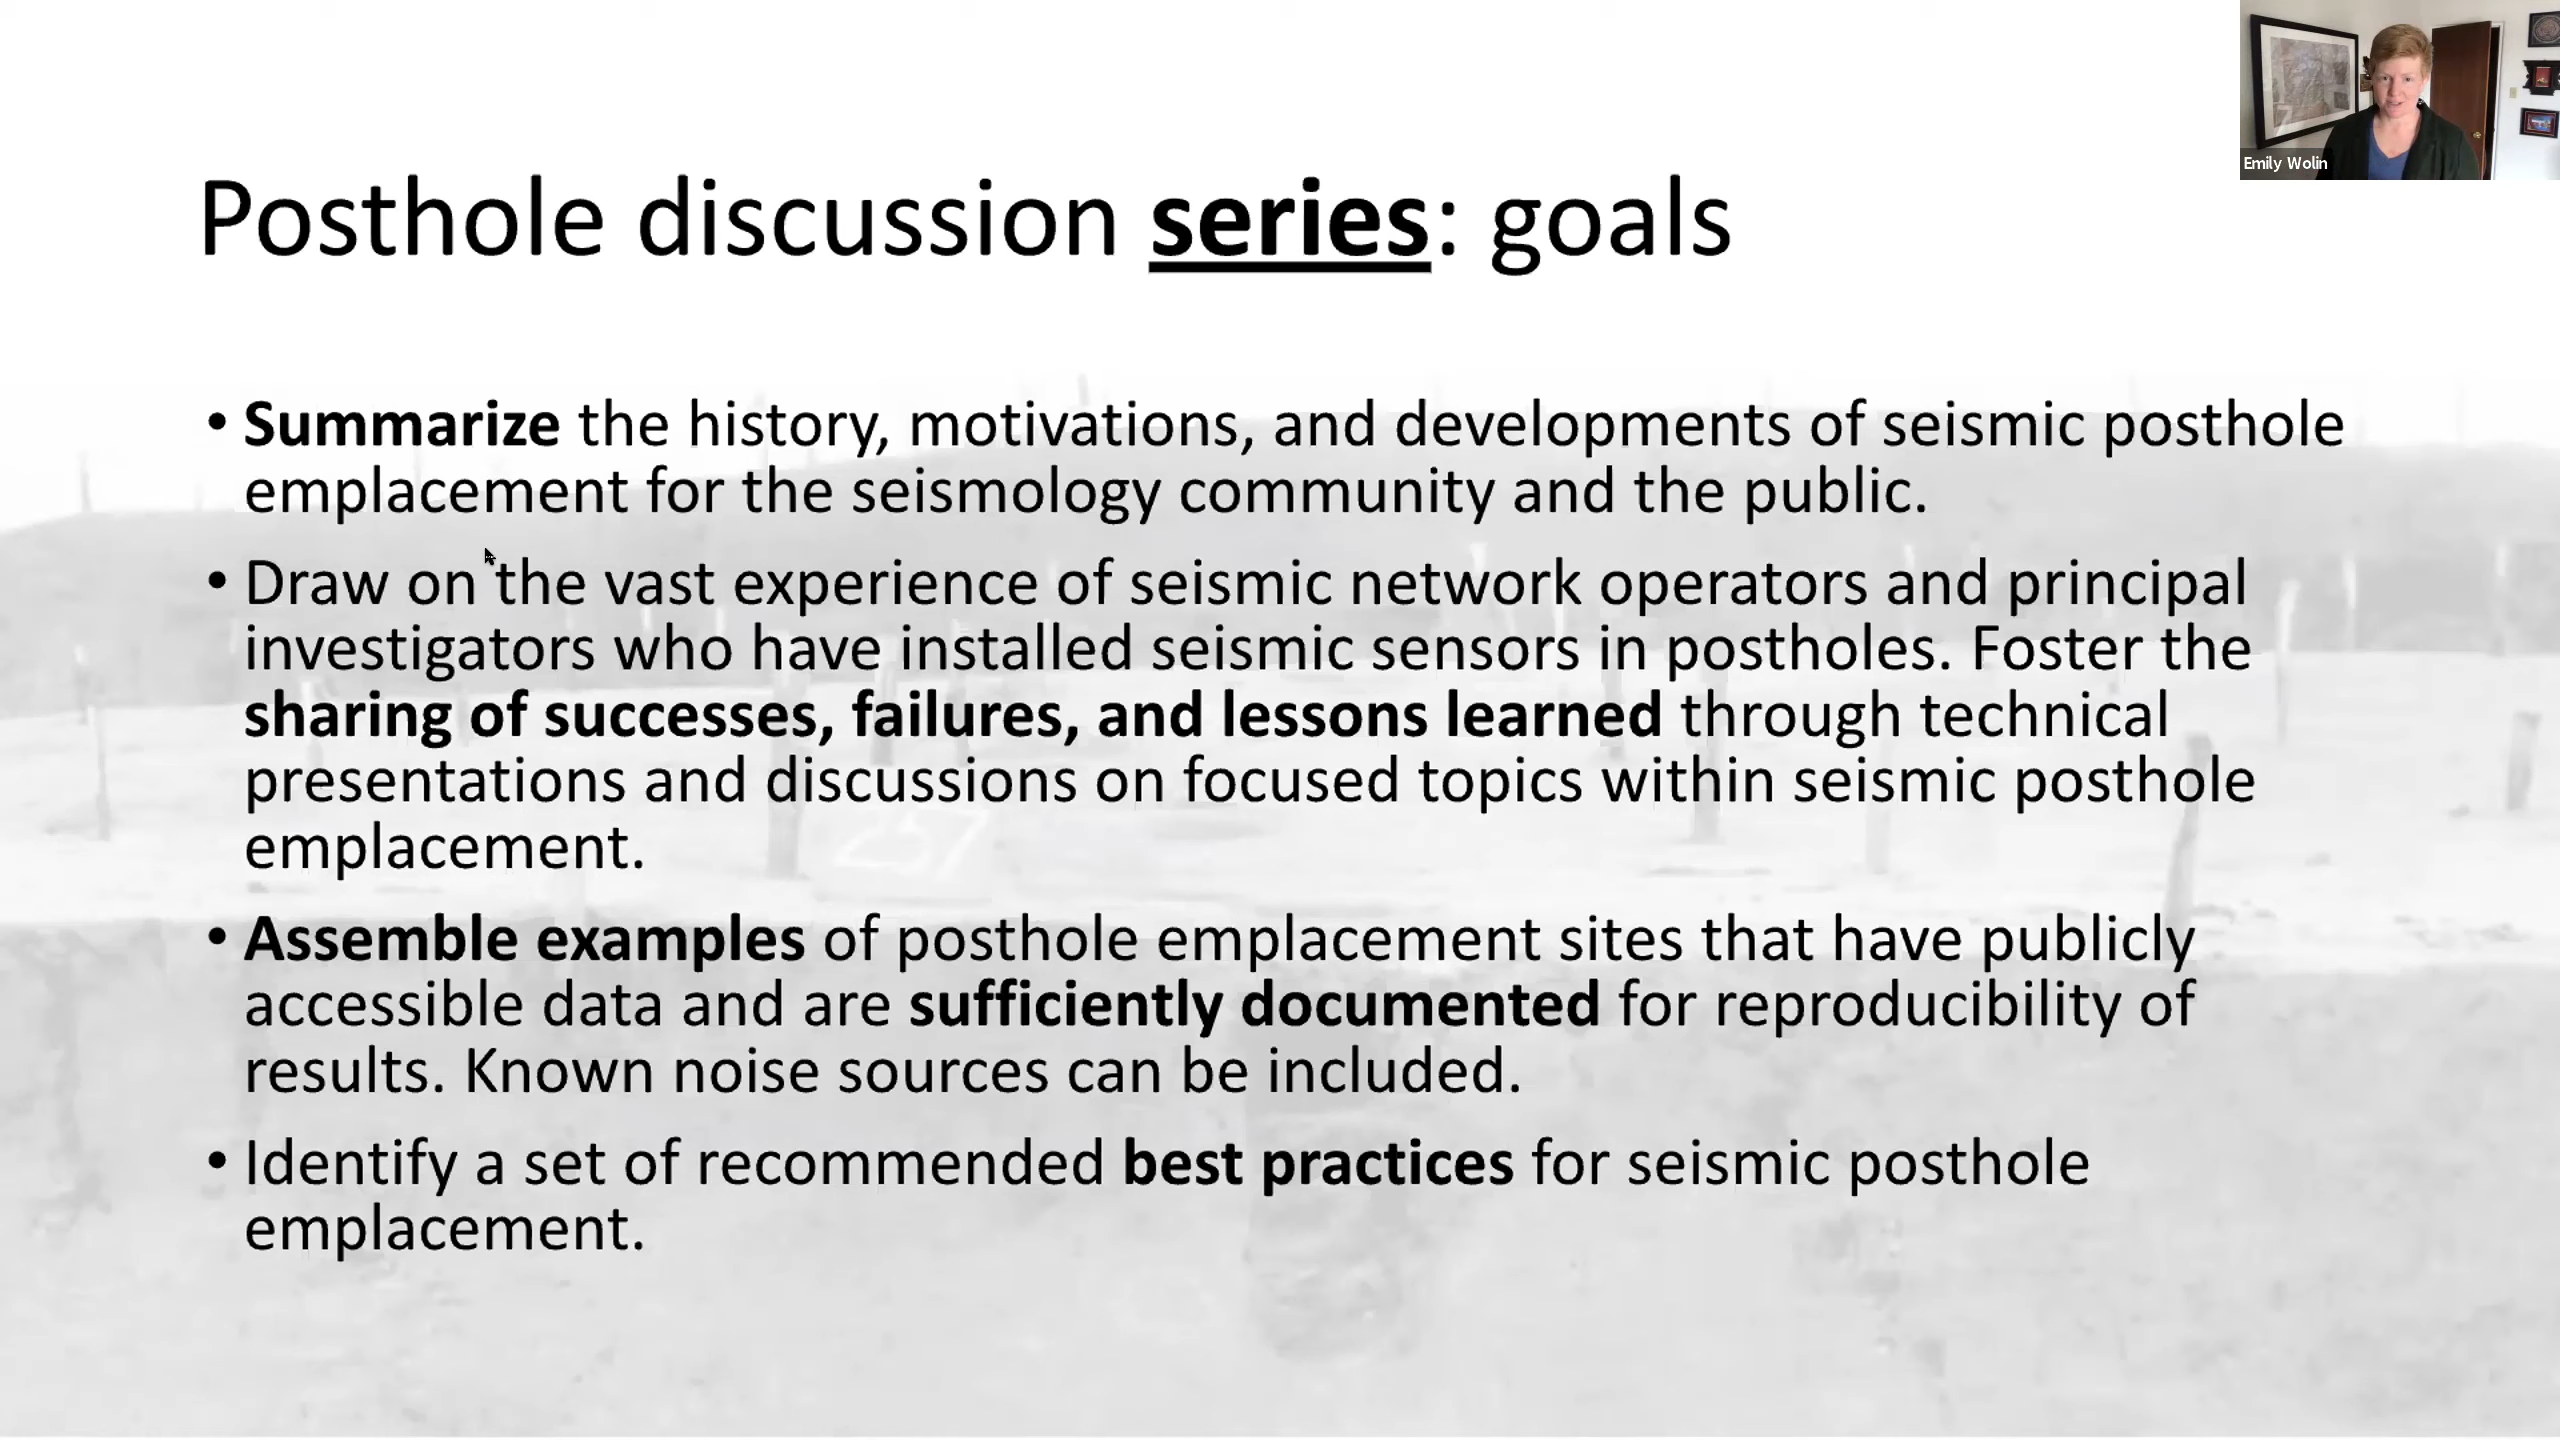 Emily Wolin
Posthole discussion series: goals
• Summarize the history, motivations, and developments of seismic posthole
emplacement for the seismology community and the public.
• Draw on the vast experience of seismic network operators and principal
investigators who have installed seismic sensors in postholes. Foster the
sharing of successes, failures, and lessons learned through technical
presentations and discussions on focused topics within seismic posthole
emplacement.
• Assemble examples of posthole emplacement sites that have publicly
accessible data and are sufficiently documented for reproducibility of
results. Known noise sources can be included.
• Identify a set of recommended best practices for seismic posthole
emplacement.
257